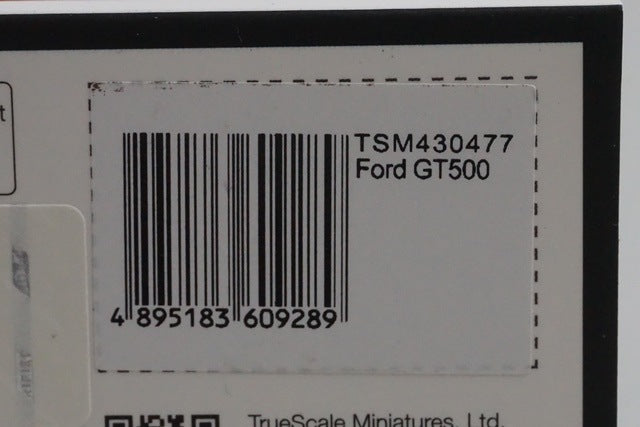 TSM430477
Ford GT500
4 895183 609289
TrueScale Miniatures, Ltd.